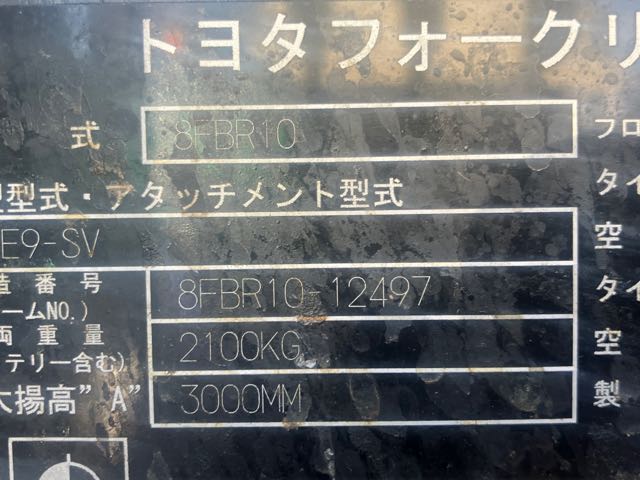 トヨタフォークリ
式 8FBR10 フロ
型式・アタッチメント型式 タイ
E9-SV 空
番号 8FBR10-12497 タイ
ームNO.)
両重量 2100KG 空
テリー含む)
大揚高"A" 3000MM 製